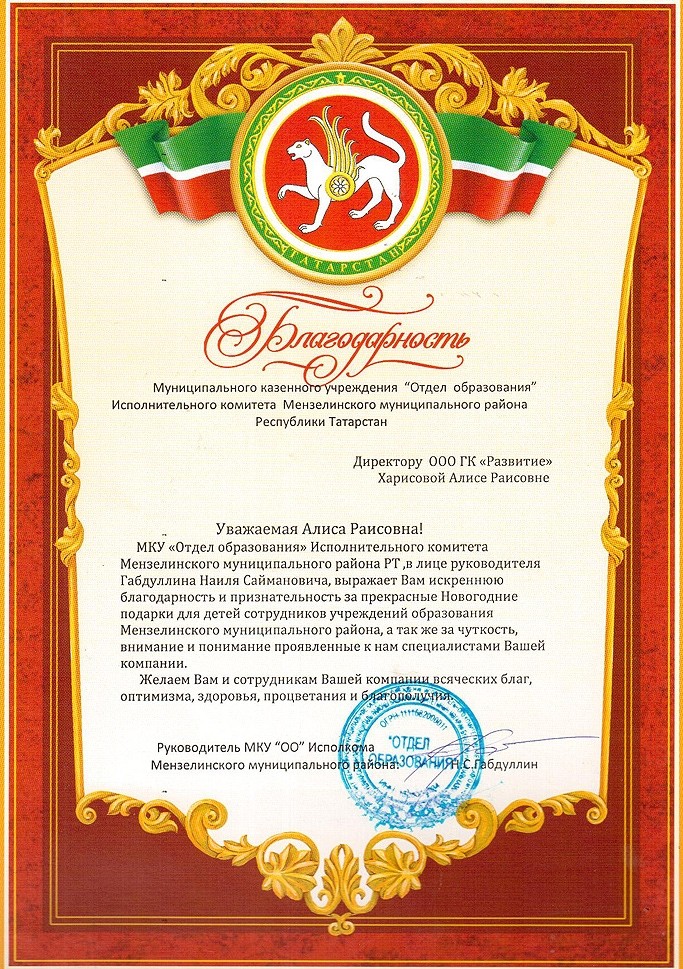 ТАТАРСТАН
Благодарность
Муниципального казенного учреждения "Отдел образования"
Исполнительного комитета Мензелинского муниципального района
Республики Татарстан
Директору ООО ГК «Развитие»
Харисовой Алисе Раисовне
Уважаемая Алиса Раисовна!
МКУ «Отдел образования» Исполнительного комитета
Мензелинского муниципального района РТ ,в лице руководителя
Габдуллина Наиля Саймановича, выражает Вам искреннюю
благодарность и признательность за прекрасные Новогодние
подарки для детей сотрудников учреждений образования
Мензелинского муниципального района, а так же за чуткость,
внимание и понимание проявленные к нам специалистами Вашей
компании.
Желаем Вам и сотрудникам Вашей компании всяческих благ,
оптимизма, здоровья, процветания и благополучия.
Руководитель МКУ "ОО" Исполкома
Мензелинского муниципального района: Н.С.Габдуллин
"ОТДЕЛ
ОБРАЗОВАНИЯ"